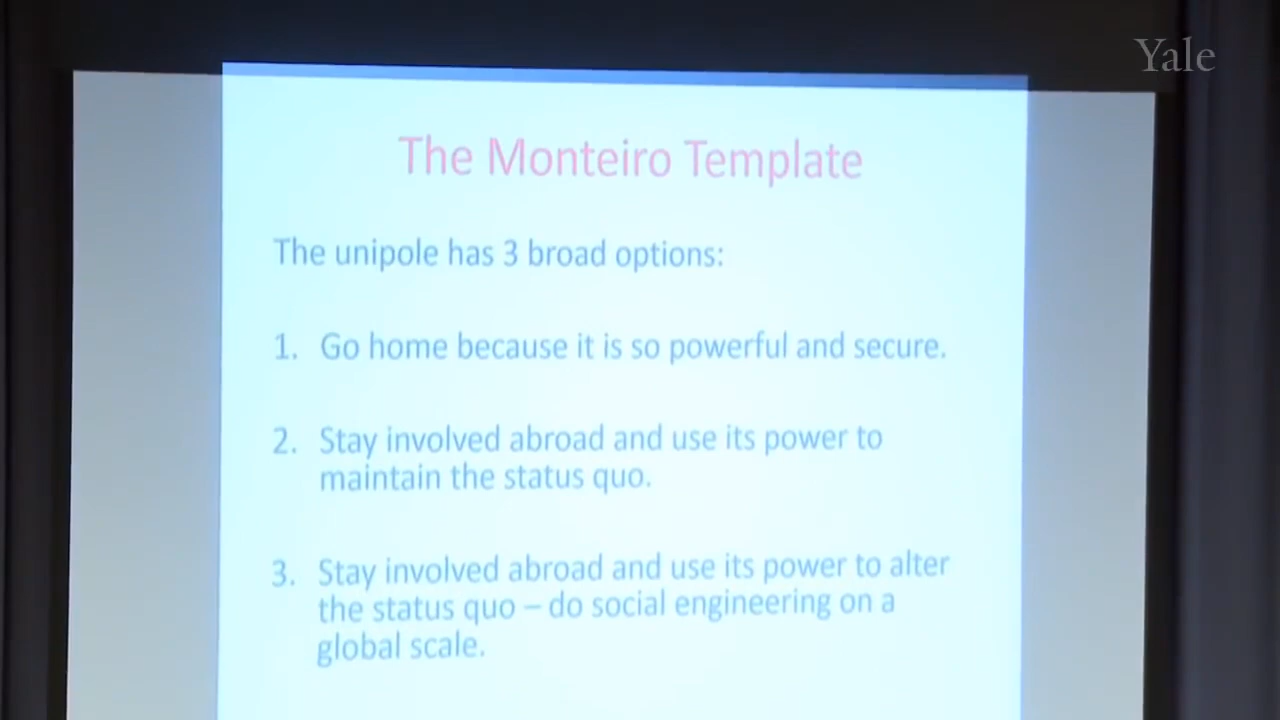 Yale
The Monteiro Template
The unipole has 3 broad options:
1. Go home because it is so powerful and secure.
2. Stay involved abroad and use its power to
maintain the status quo.
3. Stay involved abroad and use its power to alter
the status quo – do social engineering on a
global scale.